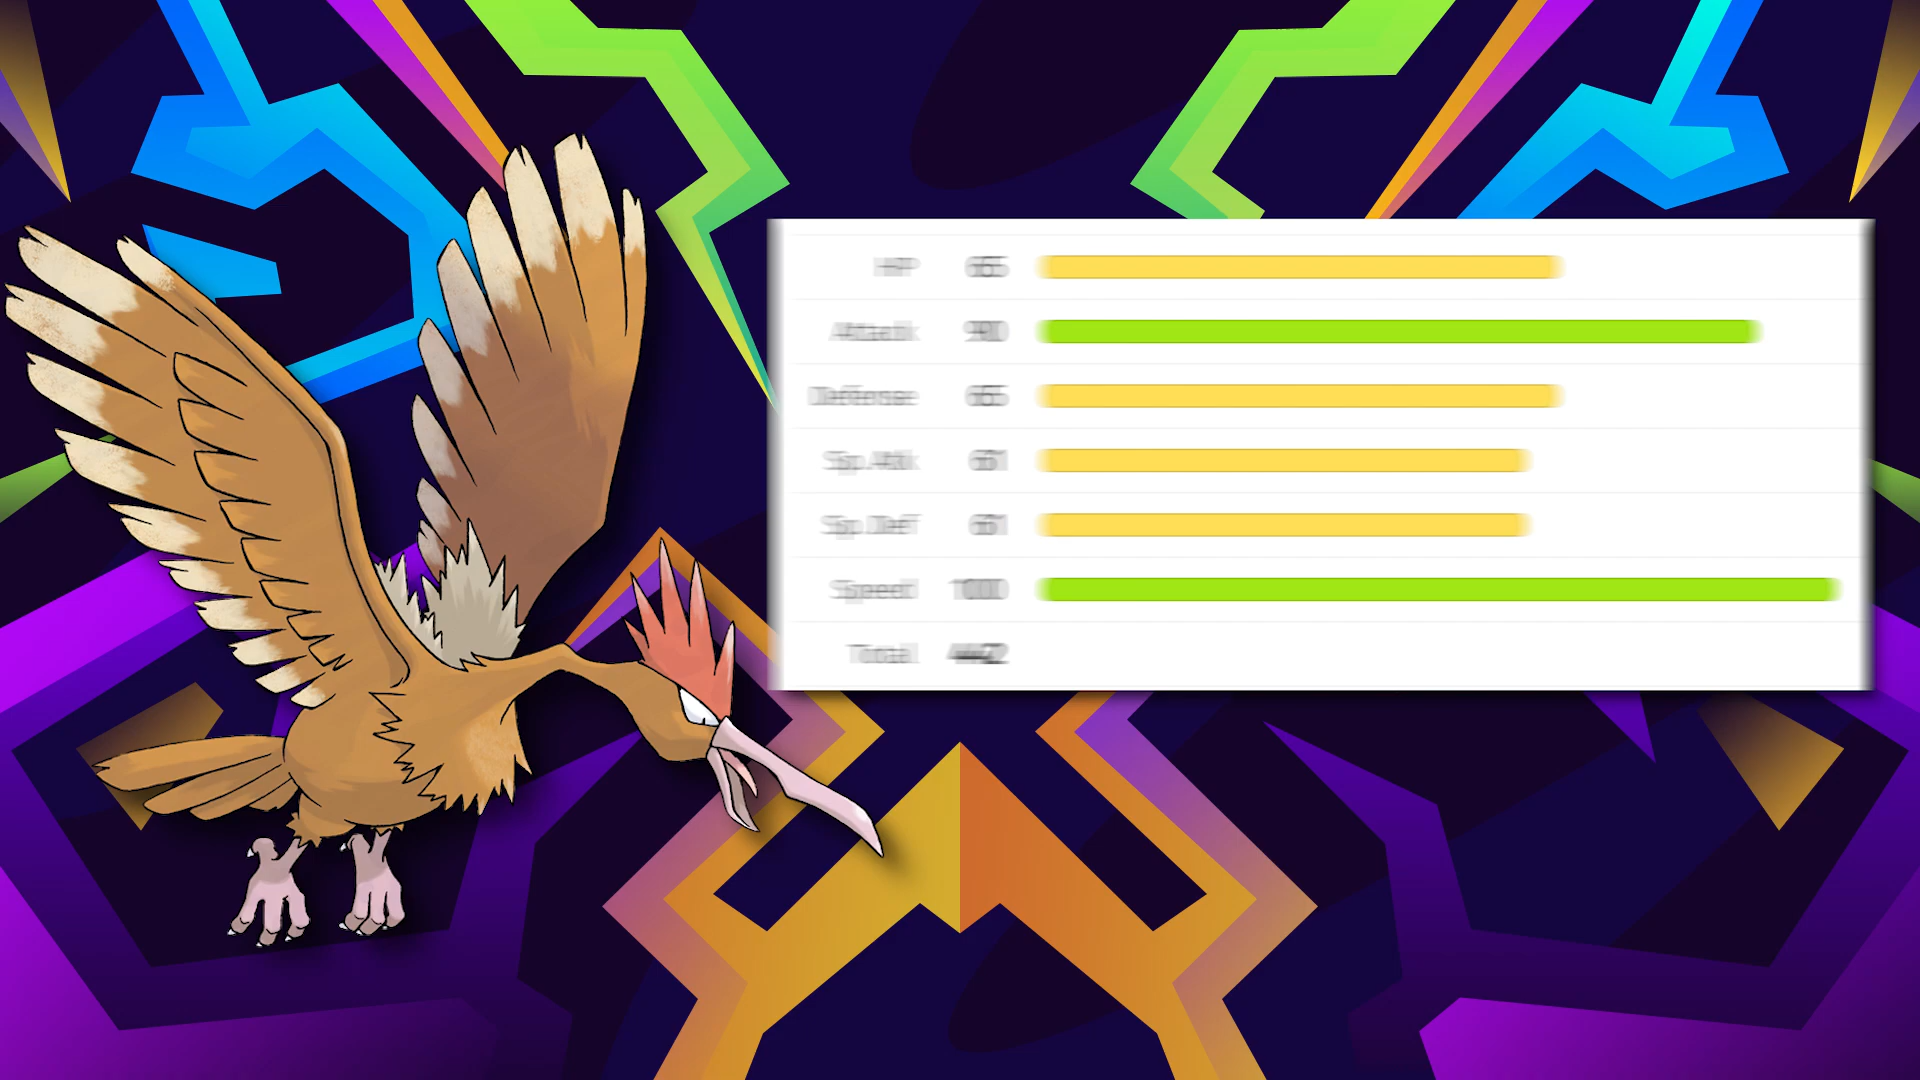 HP 65
Attack 90
Defense 65
Sp. Atk 61
Sp. Def 61
Speed 100
Total 442